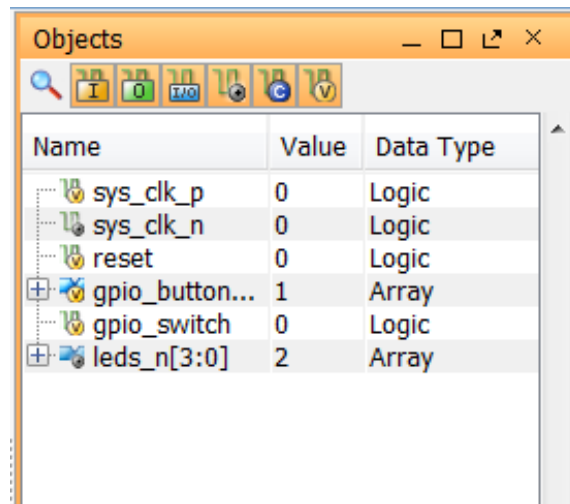 Objects
I O I/O C V
Name Value Data Type
sys_clk_p 0 Logic
sys_clk_n 0 Logic
reset 0 Logic
gpio_button... 1 Array
gpio_switch 0 Logic
leds_n[3:0] 2 Array